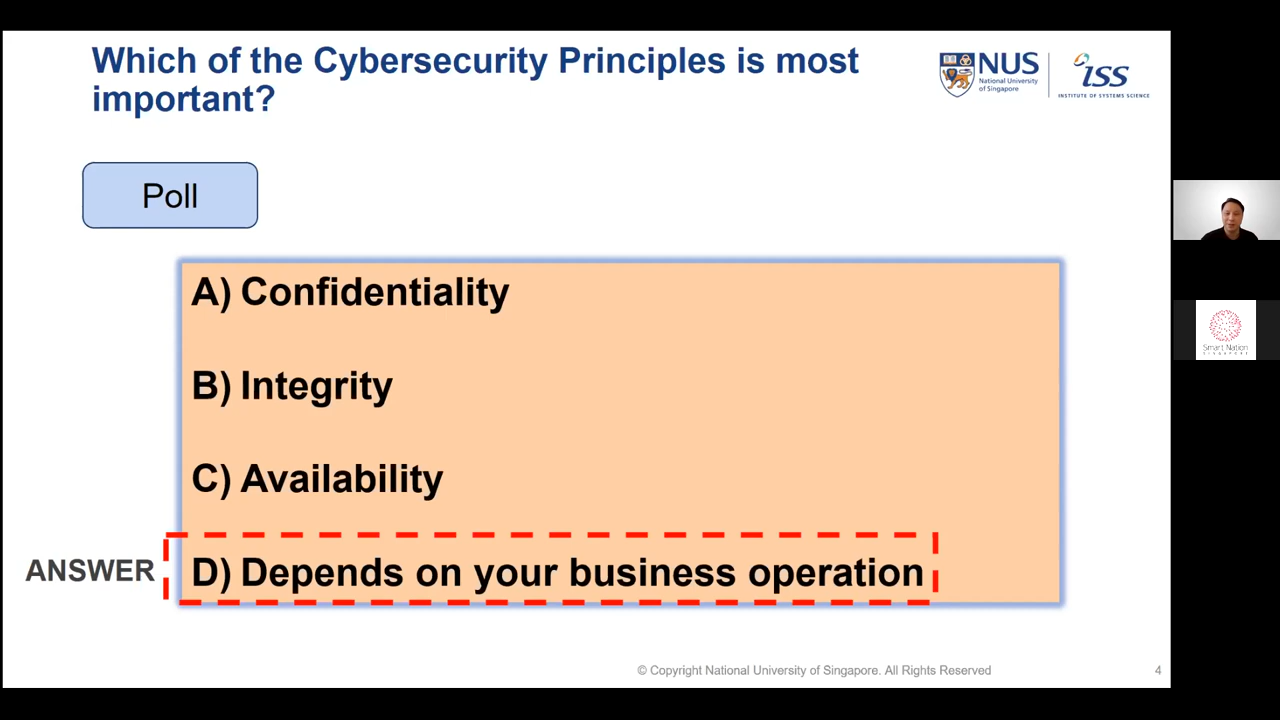 Which of the Cybersecurity Principles is most
important?
NUS
National University
of Singapore
iss
INSTITUTE OF SYSTEMS SCIENCE
Poll
A) Confidentiality
B) Integrity
C) Availability
ANSWER
D) Depends on your business operation
Smart Nation
SINGAPORE
© Copyright National University of Singapore. All Rights Reserved
4